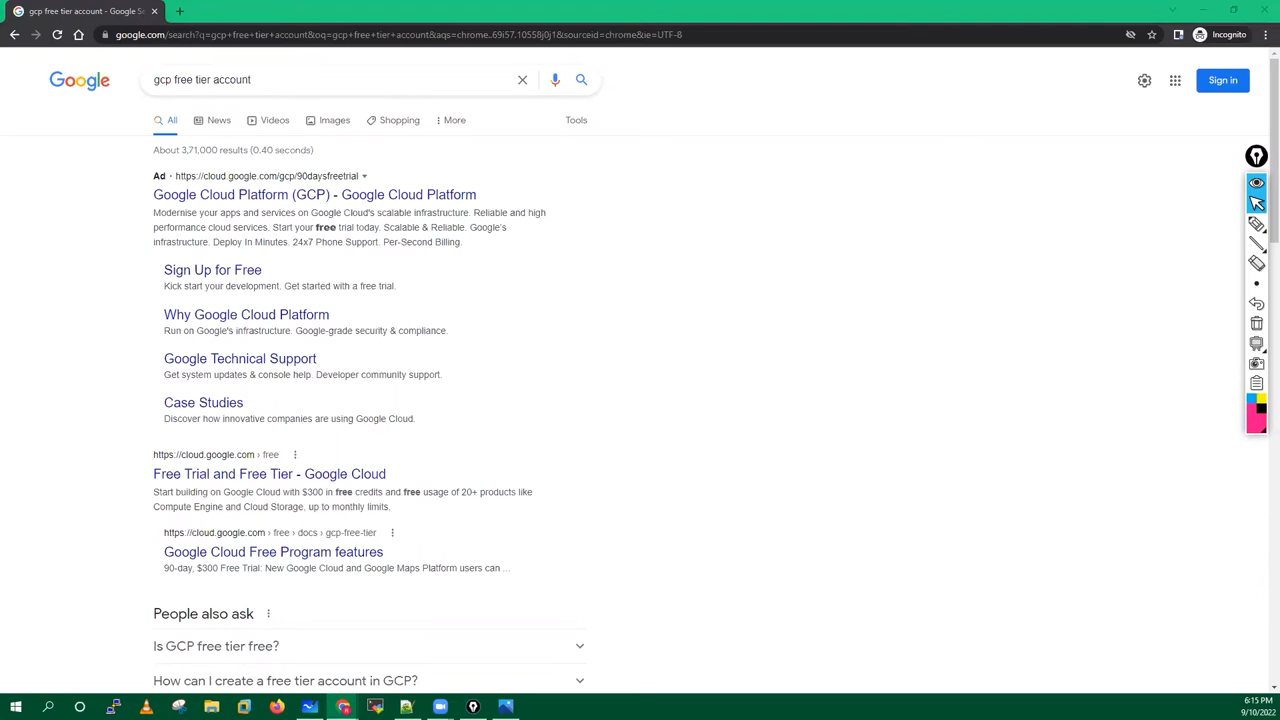 gcp free tier account - Google Se
google.com/search?q=gcp+free+tier+account&oq=gcp+free+tier+account&aqs=chrome..69i57.10558j0j1&sourceid=chrome&ie=UTF-8
Incognito
Google
gcp free tier account
Sign in
All
News
Videos
Images
Shopping
More
Tools
About 3,71,000 results (0.40 seconds)
Ad · https://cloud.google.com/gcp/90daysfreetrial
Google Cloud Platform (GCP) - Google Cloud Platform
Modernise your apps and services on Google Cloud's scalable infrastructure. Reliable and high
performance cloud services. Start your free trial today. Scalable & Reliable. Google's
infrastructure. Deploy In Minutes. 24x7 Phone Support. Per-Second Billing.
Sign Up for Free
Kick start your development. Get started with a free trial.
Why Google Cloud Platform
Run on Google's infrastructure. Google-grade security & compliance.
Google Technical Support
Get system updates & console help. Developer community support.
Case Studies
Discover how innovative companies are using Google Cloud.
https://cloud.google.com › free
Free Trial and Free Tier - Google Cloud
Start building on Google Cloud with $300 in free credits and free usage of 20+ products like
Compute Engine and Cloud Storage, up to monthly limits.
https://cloud.google.com › free › docs › gcp-free-tier
Google Cloud Free Program features
90-day, $300 Free Trial: New Google Cloud and Google Maps Platform users can ...
People also ask
Is GCP free tier free?
How can I create a free tier account in GCP?
6:15 PM
9/10/2022